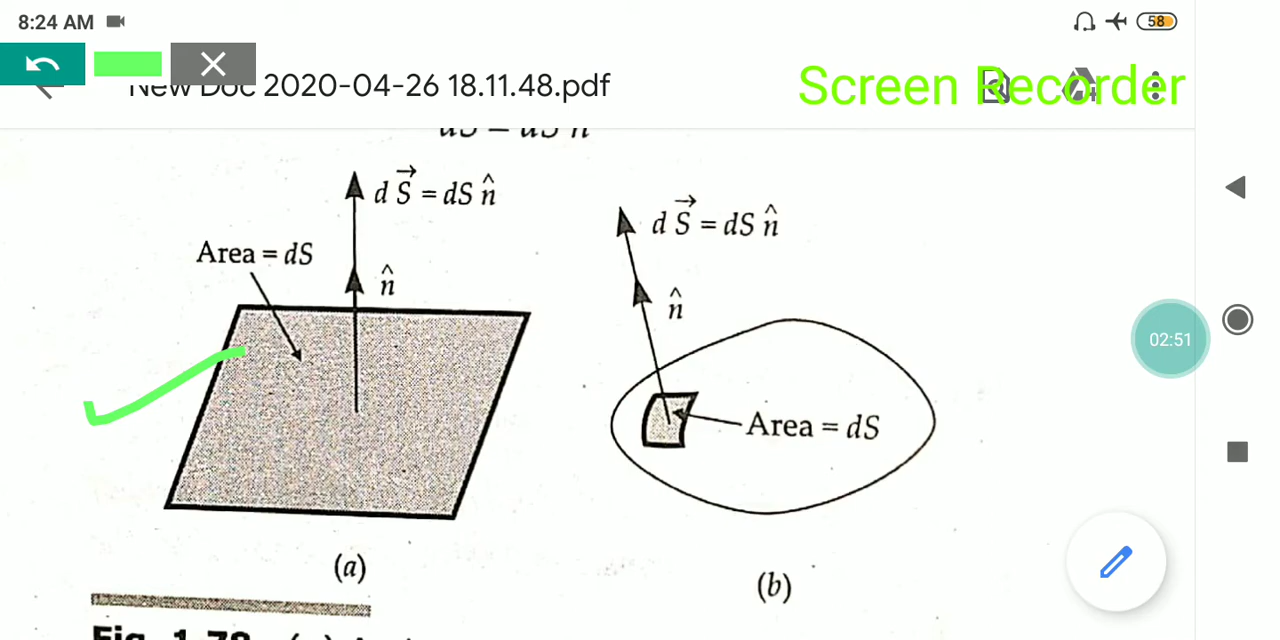 8:24 AM
58
New Doc 2020-04-26 18.11.48.pdf
Screen Recorder
d S⃗ = dS n̂
Area = dS
n̂
d S⃗ = dS n̂
n̂
02:51
Area = dS
(a)
(b)